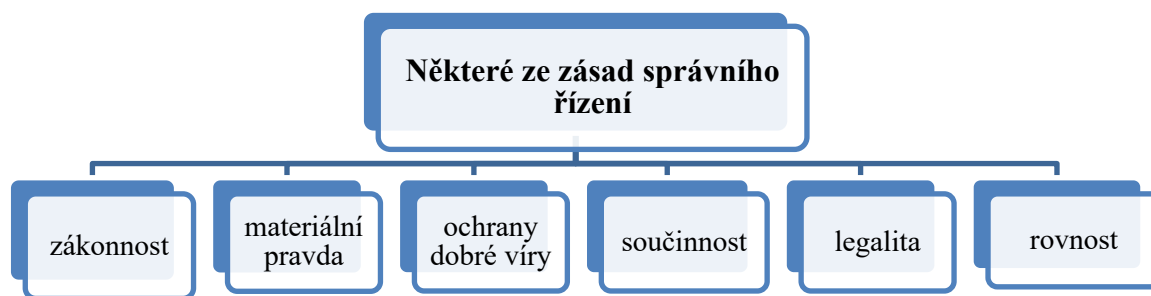 Některé ze zásad správního
řízení
zákonnost
materiální
pravda
ochrany
dobré víry
součinnost
legalita
rovnost